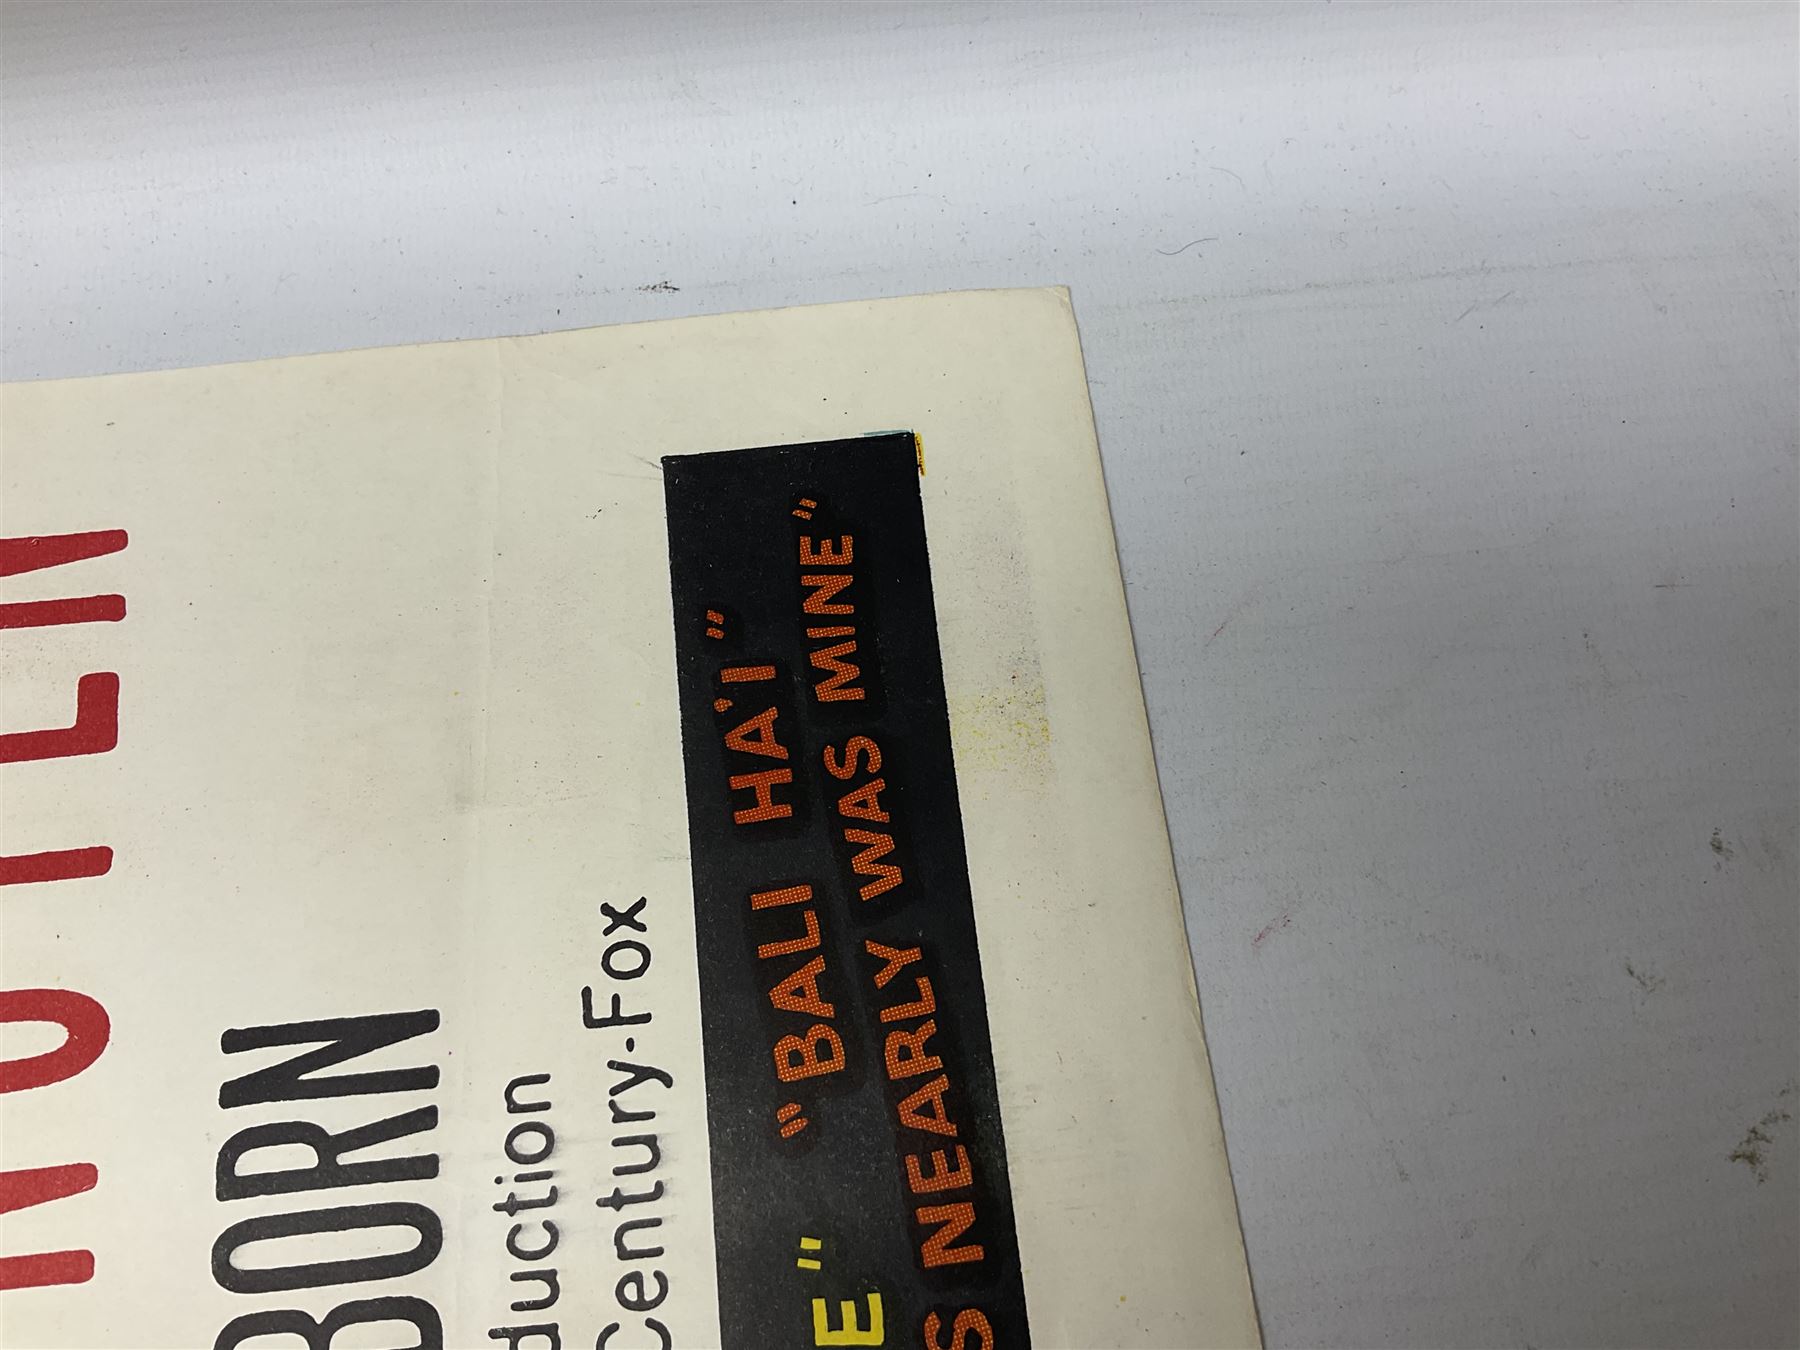 BORN
duction
Century-Fox
"BALI HA'I"
E"
S NEARLY WAS MINE"